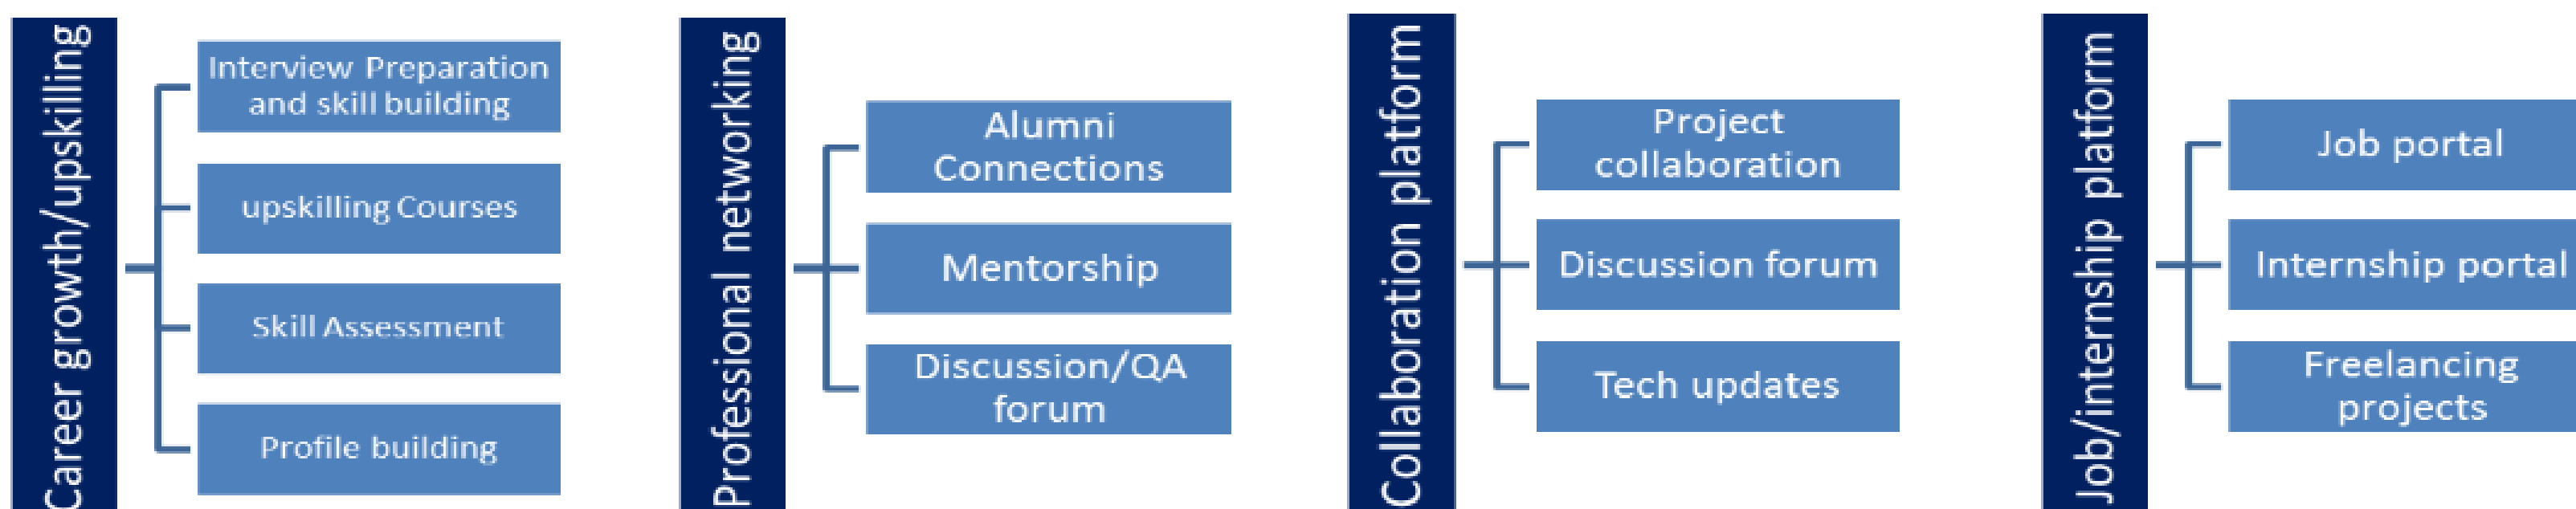 Career growth/upskilling
Interview Preparation
and skill building
upskilling Courses
Skill Assessment
Profile building
Professional networking
Alumni
Connections
Mentorship
Discussion/QA
forum
Collaboration platform
Project
collaboration
Discussion forum
Tech updates
Job/internship platform
Job portal
Internship portal
Freelancing
projects